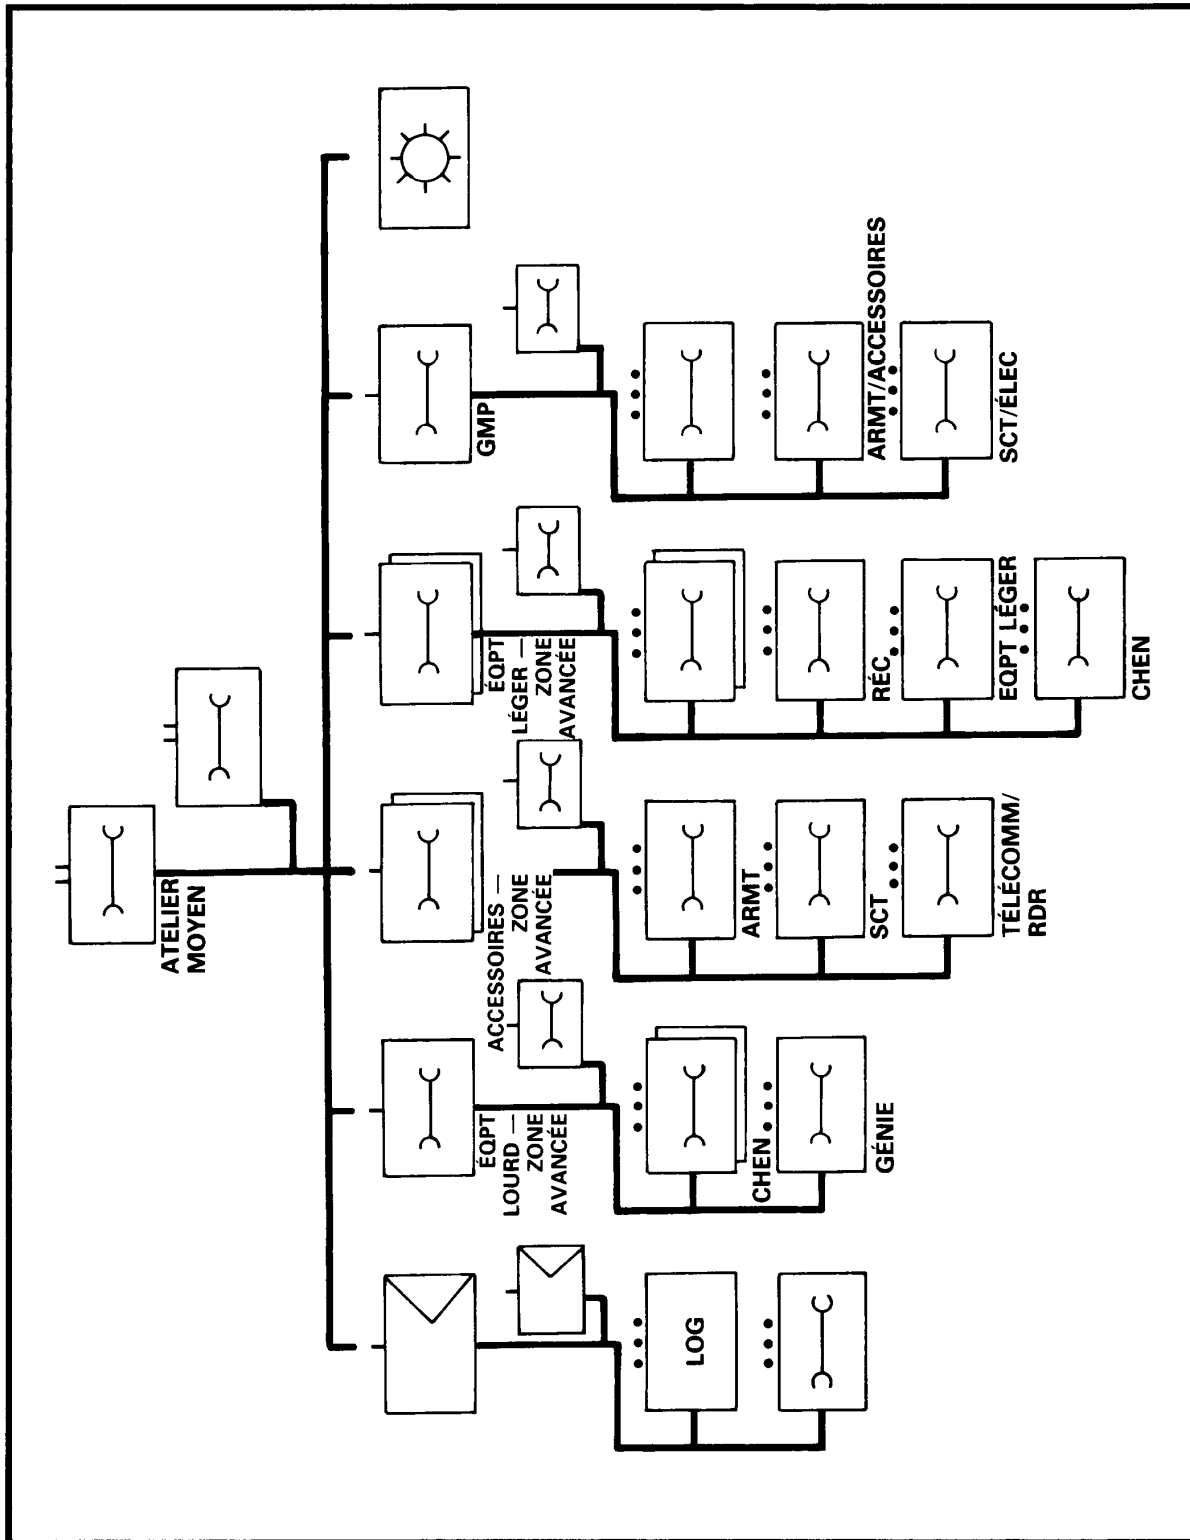 ATELIER
MOYEN
ÉQPT
LOURD —
ZONE
AVANCÉE
ACCESSOIRES —
ZONE
AVANCÉE
ÉQPT
LÉGER —
ZONE
AVANCÉE
GMP
LOG
CHEN
GÉNIE
ARMT
SCT
TÉLÉCOMM/
RDR
RÉC
EQPT LÉGER
CHEN
ARMT/ACCESSOIRES
SCT/ÉLEC